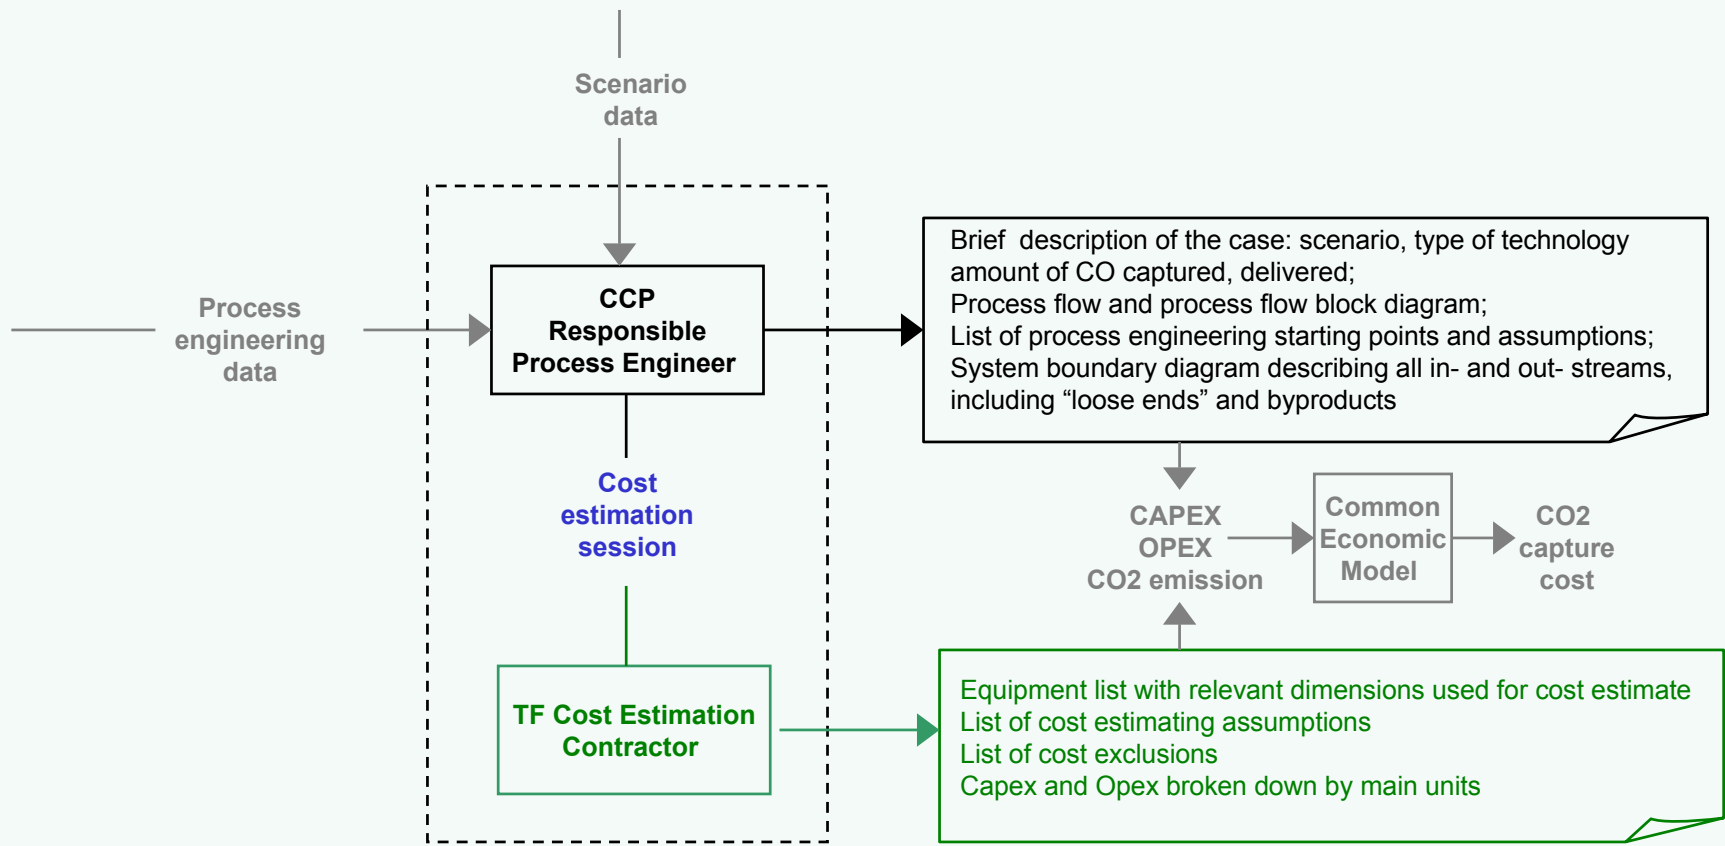 Scenario
data
Process
engineering
data
CCP
Responsible
Process Engineer
Brief  description of the case: scenario, type of technology
amount of CO captured, delivered;
Process flow and process flow block diagram;
List of process engineering starting points and assumptions;
System boundary diagram describing all in- and out- streams,
including “loose ends” and byproducts
Cost
estimation
session
CAPEX
OPEX
CO2 emission
Common
Economic
Model
CO2
capture
cost
TF Cost Estimation
Contractor
Equipment list with relevant dimensions used for cost estimate
List of cost estimating assumptions
List of cost exclusions
Capex and Opex broken down by main units